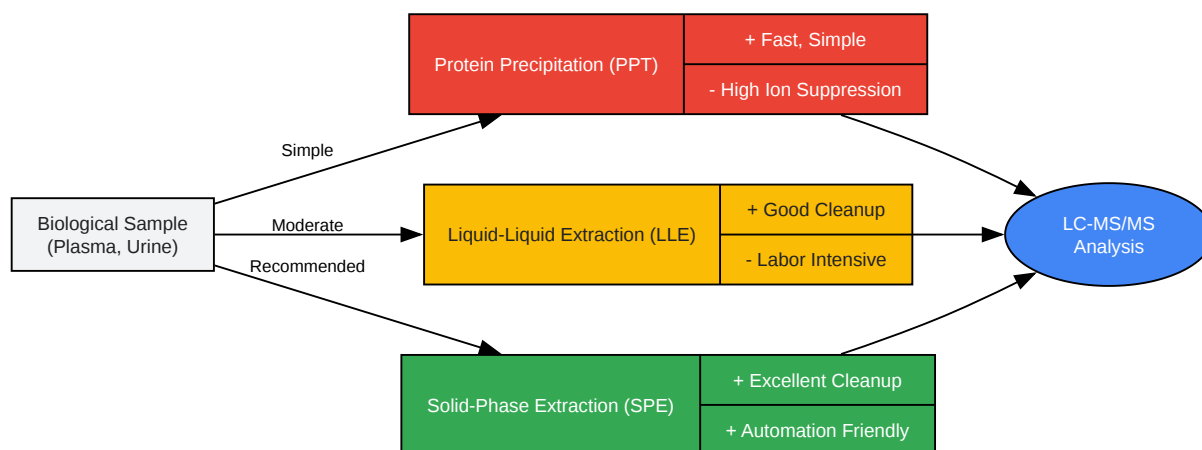 Biological Sample
(Plasma, Urine)
Simple
Moderate
Recommended
Protein Precipitation (PPT)
+ Fast, Simple
- High Ion Suppression
Liquid-Liquid Extraction (LLE)
+ Good Cleanup
- Labor Intensive
Solid-Phase Extraction (SPE)
+ Excellent Cleanup
+ Automation Friendly
LC-MS/MS
Analysis